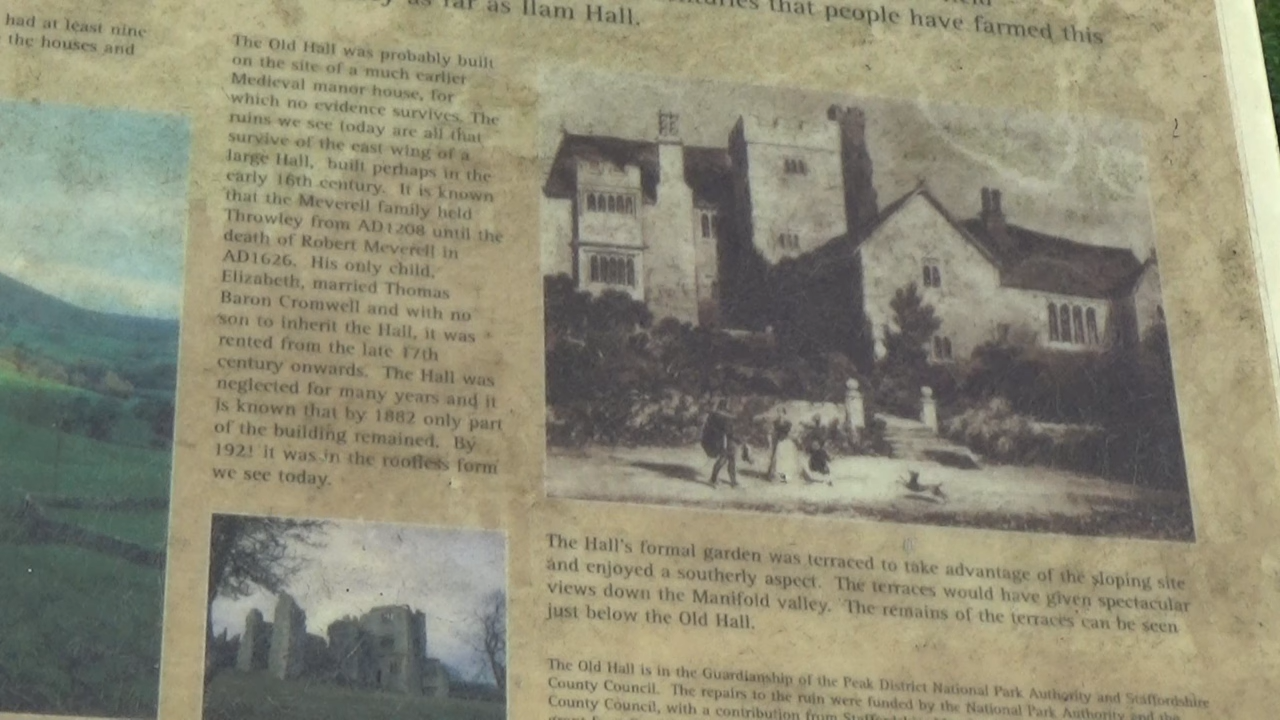 had at least nine
the houses and
as far as Ilam Hall.
that people have farmed this
The Old Hall was probably built
on the site of a much earlier
Medieval manor house, for
which no evidence survives. The
ruins we see today are all that
survive of the east wing of a
large Hall, built perhaps in the
early 16th century. It is known
that the Meverell family held
Throwley from AD1208 until the
death of Robert Meverell in
AD1626. His only child,
Elizabeth, married Thomas
Baron Cromwell and with no
son to inherit the Hall, it was
rented from the late 17th
century onwards. The Hall was
neglected for many years and it
is known that by 1882 only part
of the building remained. By
1921 it was in the roofless form
we see today.
The Hall's formal garden was terraced to take advantage of the sloping site
and enjoyed a southerly aspect. The terraces would have given spectacular
views down the Manifold valley. The remains of the terraces can be seen
just below the Old Hall.
The Old Hall is in the Guardianship of the Peak District National Park Authority and Staffordshire
County Council. The repairs to the ruin were funded by the National Park Authority and the
County Council, with a contribution from